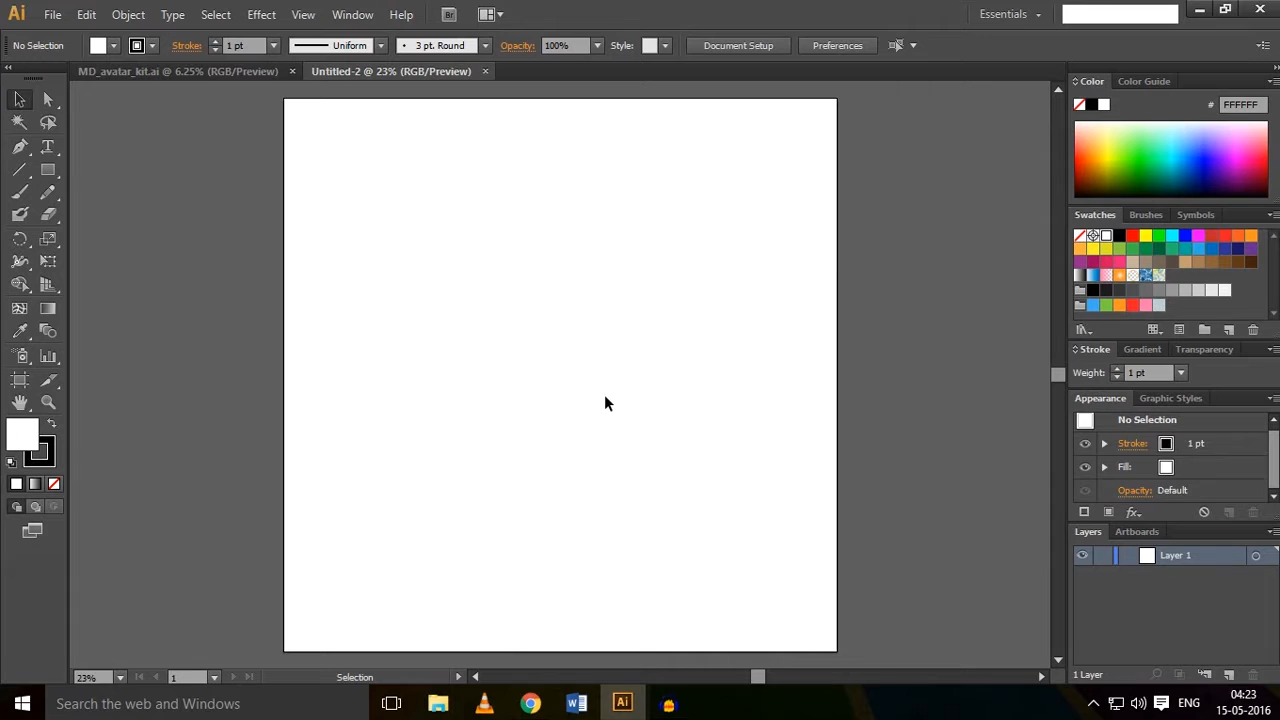 Ai File Edit Object Type Select Effect View Window Help Br Essentials
No Selection Stroke: 1 pt Uniform 3 pt. Round Opacity: 100% Style: Document Setup Preferences
MD_avatar_kit.ai @ 6.25% (RGB/Preview) × Untitled-2 @ 23% (RGB/Preview) ×
Color Color Guide
# FFFFFF
Swatches Brushes Symbols
Stroke Gradient Transparency
Weight: 1 pt
Appearance Graphic Styles
No Selection
Stroke: 1 pt
Fill:
Opacity: Default
fx
Layers Artboards
Layer 1
1 Layer
23% 1 Selection
Search the web and Windows
ENG
04:23
15-05-2016